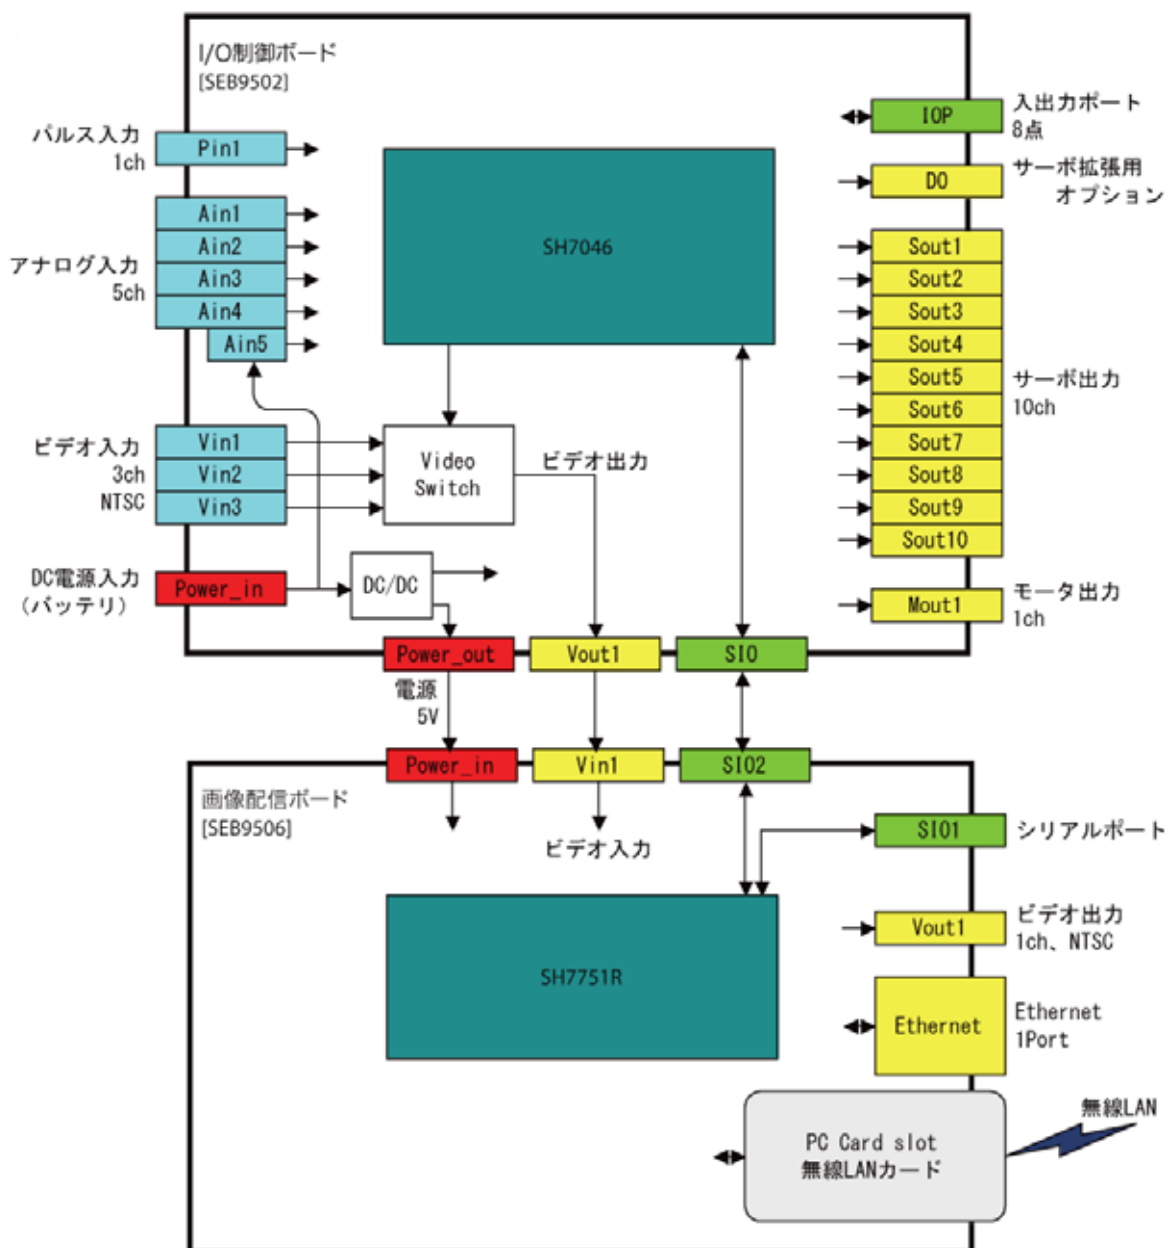 I/O制御ボード
[SEB9502]
パルス入力
1ch
Pin1
アナログ入力
5ch
Ain1
Ain2
Ain3
Ain4
Ain5
ビデオ入力
3ch
NTSC
Vin1
Vin2
Vin3
DC電源入力
(バッテリ)
Power_in
SH7046
Video
Switch
ビデオ出力
DC/DC
IOP
入出力ポート
8点
DO
サーボ拡張用
オプション
Sout1
Sout2
Sout3
Sout4
Sout5
Sout6
Sout7
Sout8
Sout9
Sout10
サーボ出力
10ch
Mout1
モータ出力
1ch
Power_out
Vout1
SIO
電源
5V
Power_in
Vin1
SIO2
画像配信ボード
[SEB9506]
ビデオ入力
SIO1
シリアルポート
SH7751R
Vout1
ビデオ出力
1ch、NTSC
Ethernet
Ethernet
1Port
PC Card slot
無線LANカード
無線LAN